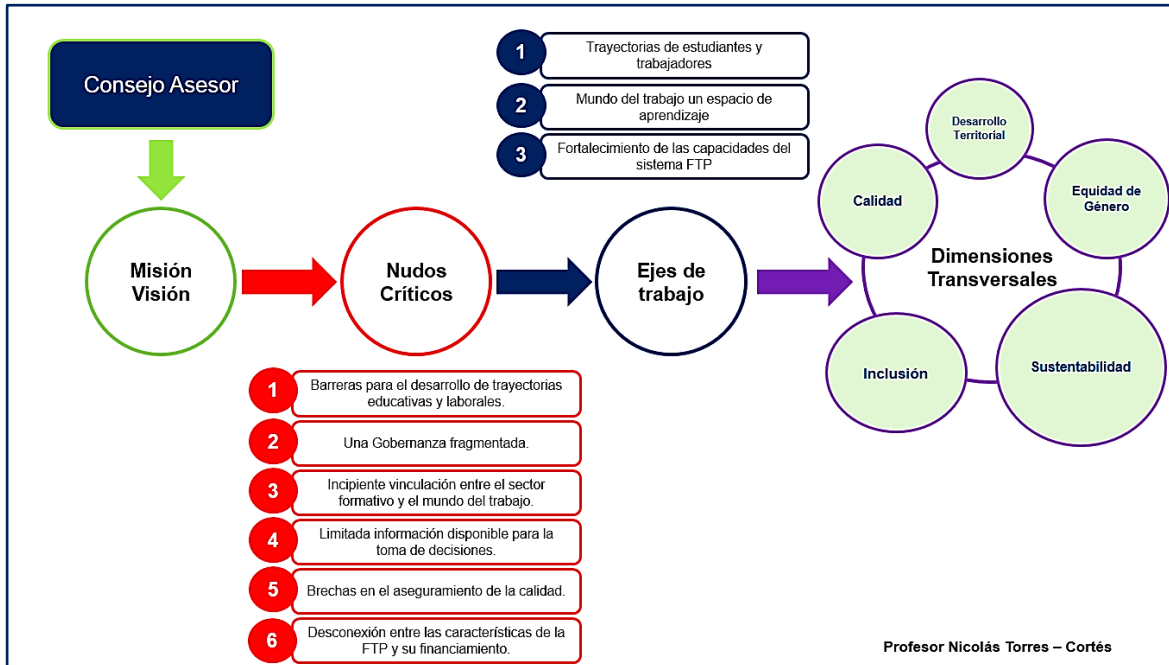 Consejo Asesor
1
Trayectorias de estudiantes y
trabajadores
2
Mundo del trabajo un espacio de
aprendizaje
3
Fortalecimiento de las capacidades del
sistema FTP
Misión
Visión
Nudos
Críticos
Ejes de
trabajo
Desarrollo
Territorial
Calidad
Equidad de
Género
Dimensiones
Transversales
Inclusión
Sustentabilidad
1
Barreras para el desarrollo de trayectorias
educativas y laborales.
2
Una Gobernanza fragmentada.
3
Incipiente vinculación entre el sector
formativo y el mundo del trabajo.
4
Limitada información disponible para la
toma de decisiones.
5
Brechas en el aseguramiento de la calidad.
6
Desconexión entre las características de la
FTP y su financiamiento.
Profesor Nicolás Torres – Cortés